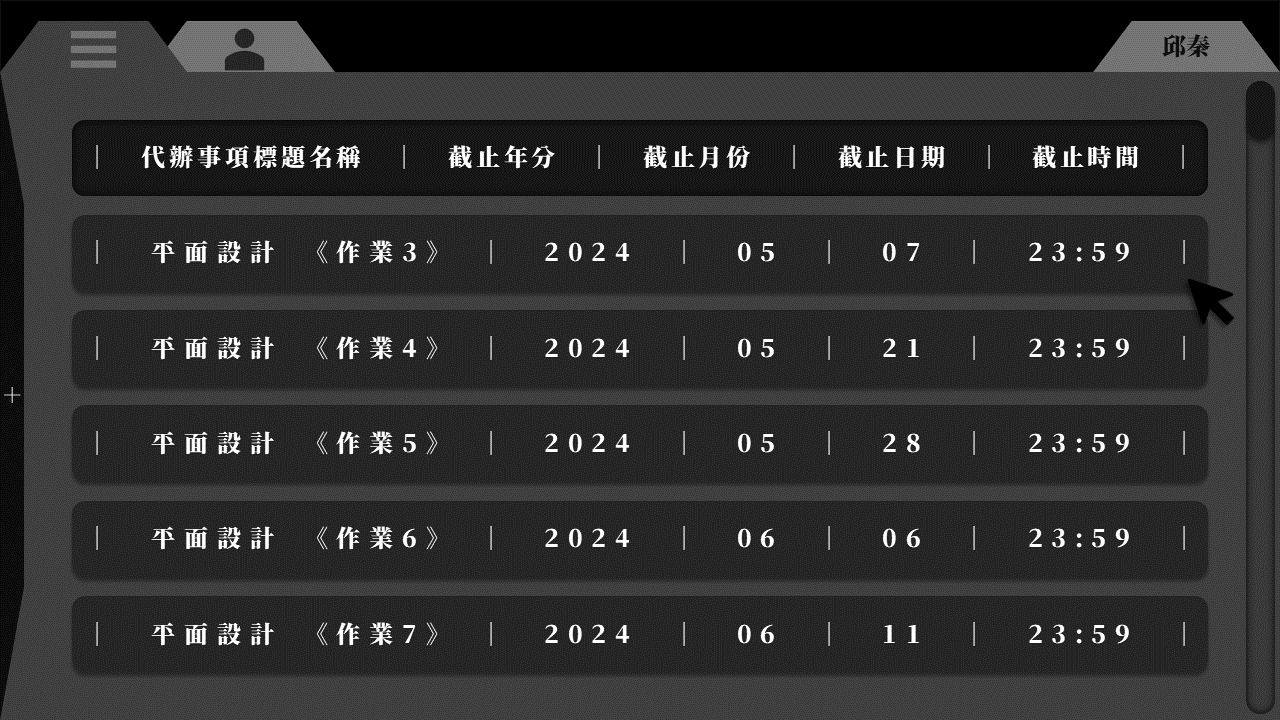 邱秦
| 代辦事項標題名稱 | 截止年分 | 截止月份 | 截止日期 | 截止時間 |
| 平面設計 《作業3》 | 2024 | 05 | 07 | 23:59 |
| 平面設計 《作業4》 | 2024 | 05 | 21 | 23:59 |
| 平面設計 《作業5》 | 2024 | 05 | 28 | 23:59 |
| 平面設計 《作業6》 | 2024 | 06 | 06 | 23:59 |
| 平面設計 《作業7》 | 2024 | 06 | 11 | 23:59 |